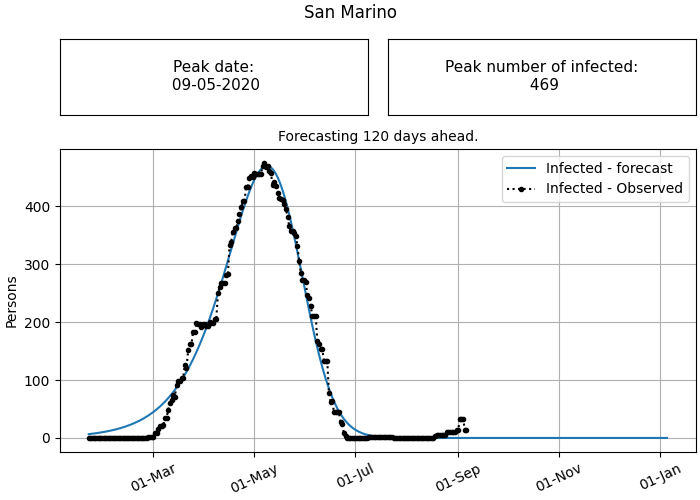 San Marino
Peak date:
09-05-2020
Peak number of infected:
469
Forecasting 120 days ahead.
Infected - forecast
Infected - Observed
Persons
400
300
200
100
0
01-Mar
01-May
01-Jul
01-Sep
01-Nov
01-Jan